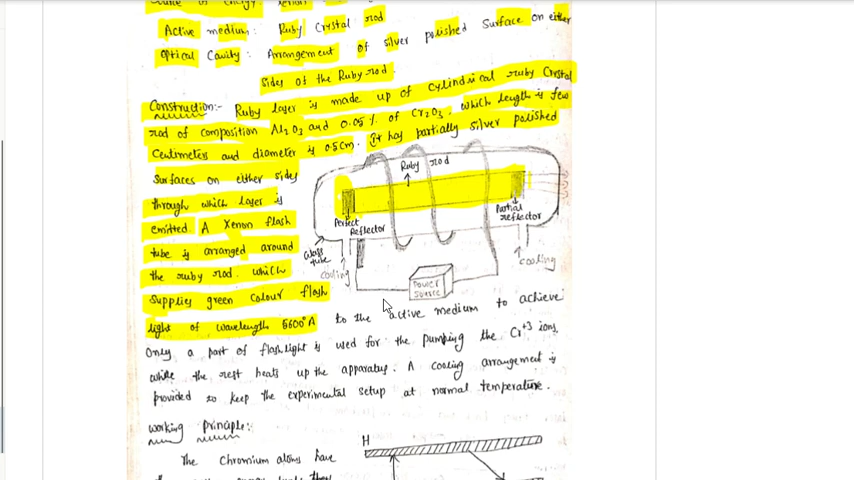 Source of energy: Xenon
Active medium: Ruby Crystal rod
Optical Cavity: Arrangement of silver polished Surface on either
sides of the Ruby rod.
Construction:- Ruby laser is made up of Cylindrical ruby Crystal
rod of composition Al2O3 and 0.05% of Cr2O3. which length is few
Centimeters and diameter is 0.5cm. It has partially silver polished
Surfaces on either sides
through which laser is
emitted. A Xenon flash
tube is arranged around
the ruby rod. which
Supplies green colour flash
light of wavelength 5600°A to the active medium to achieve
Only a part of flashlight is used for the pumping the Cr+3 ions,
while the rest heats up the apparatus. A cooling arrangement is
provided to keep the experimental setup at normal temperature.
Ruby rod
Perfect
Reflector
Partial
reflector
Glass
tube
cooling
cooling
Power
source
working principle:-
The Chromium atoms have
H